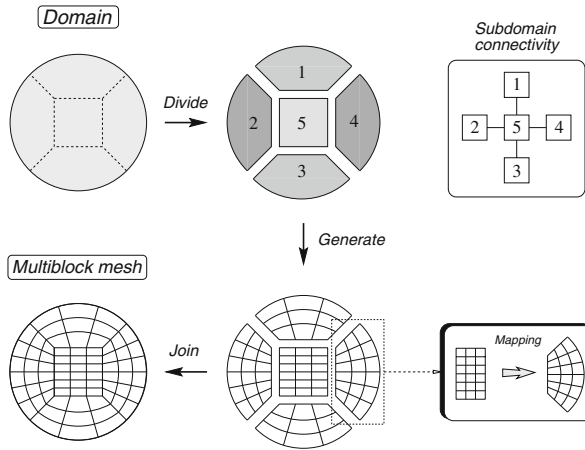 Domain
Subdomain
connectivity
Divide
1
2
5
4
3
1
2
5
4
3
Generate
Multiblock mesh
Join
Mapping